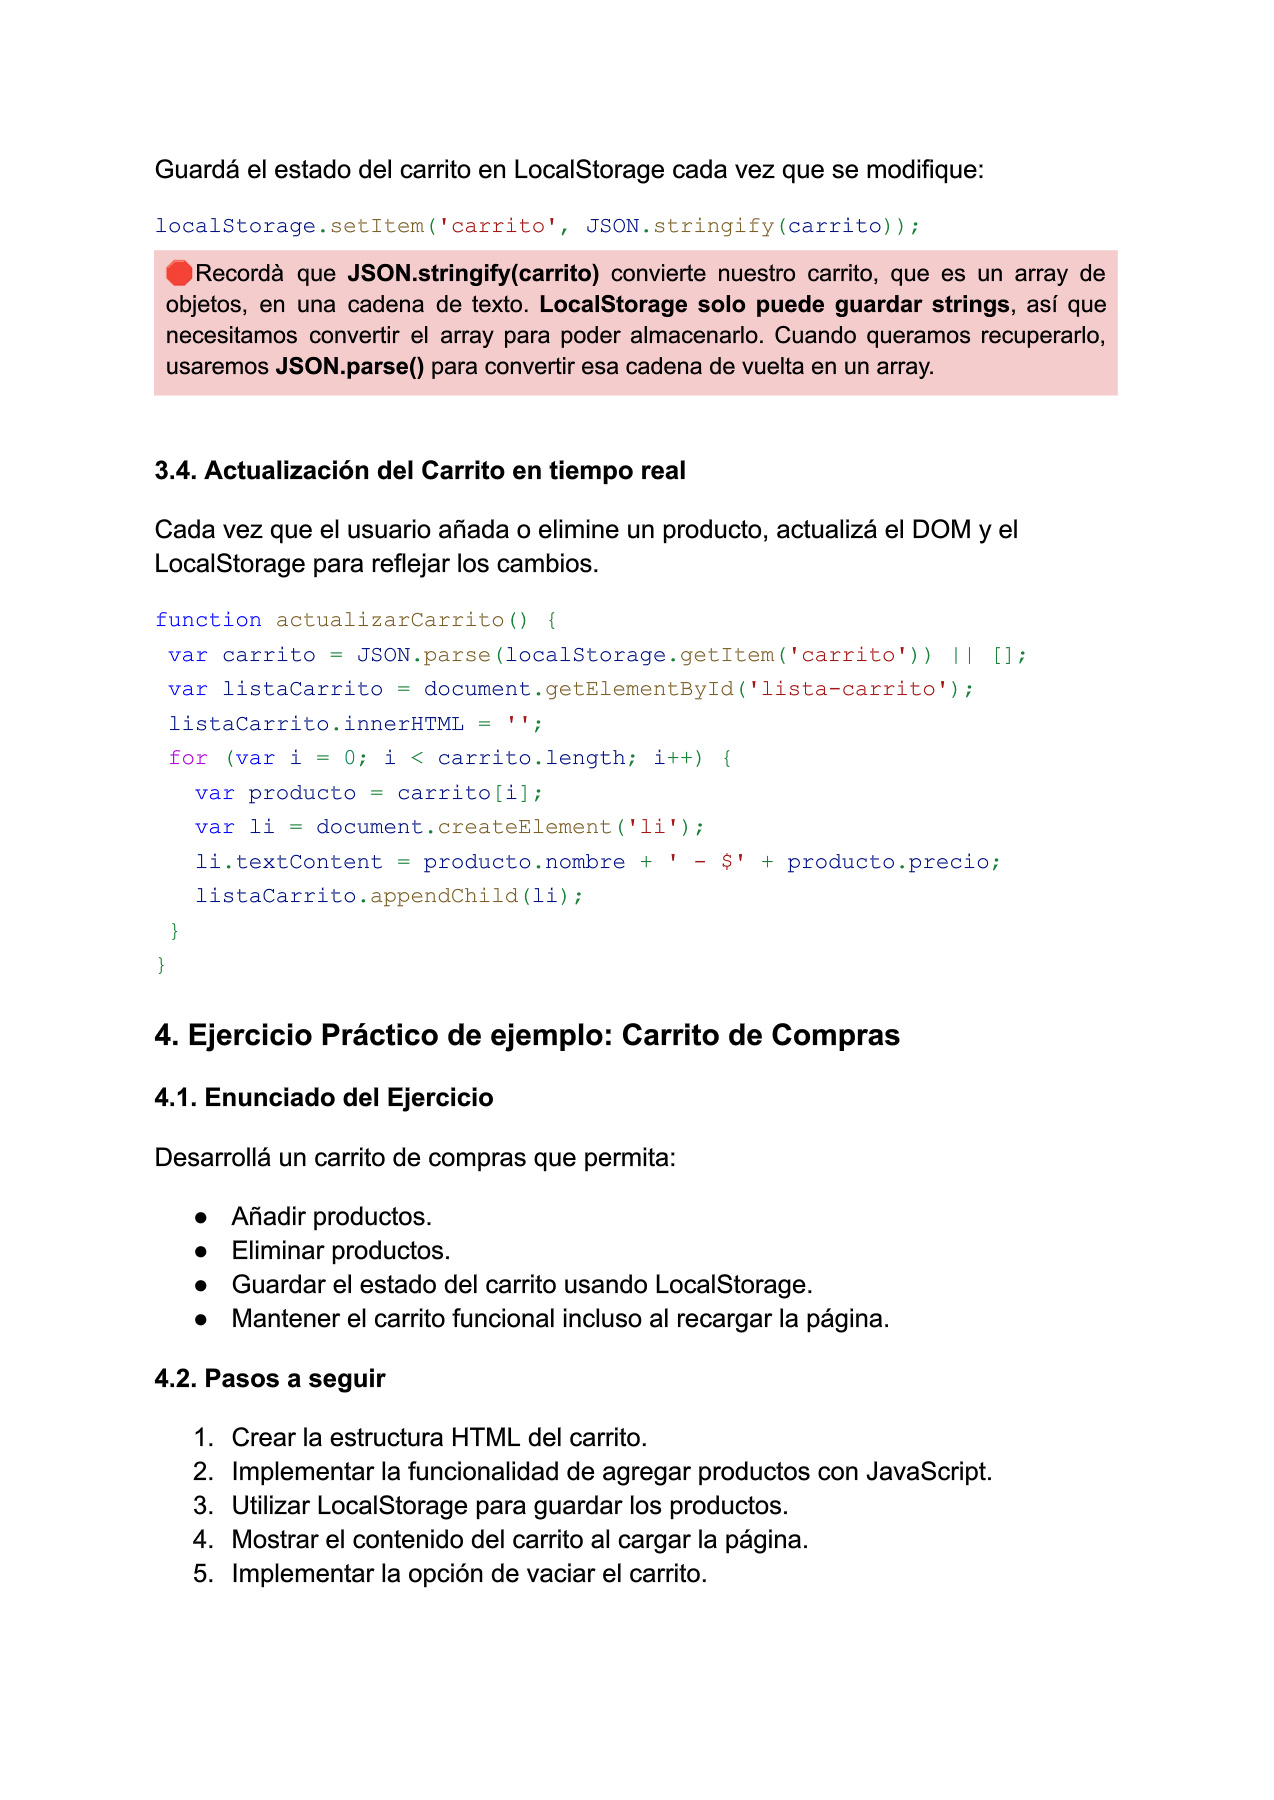 Guardá el estado del carrito en LocalStorage cada vez que se modifique:
localStorage.setItem('carrito', JSON.stringify(carrito));
🛑Recordà que JSON.stringify(carrito) convierte nuestro carrito, que es un array de
objetos, en una cadena de texto. LocalStorage solo puede guardar strings, así que
necesitamos convertir el array para poder almacenarlo. Cuando queramos recuperarlo,
usaremos JSON.parse() para convertir esa cadena de vuelta en un array.
3.4. Actualización del Carrito en tiempo real
Cada vez que el usuario añada o elimine un producto, actualizá el DOM y el
LocalStorage para reflejar los cambios.
function actualizarCarrito() {
 var carrito = JSON.parse(localStorage.getItem('carrito')) || [];
 var listaCarrito = document.getElementById('lista-carrito');
 listaCarrito.innerHTML = '';
 for (var i = 0; i < carrito.length; i++) {
   var producto = carrito[i];
   var li = document.createElement('li');
   li.textContent = producto.nombre + ' - $' + producto.precio;
   listaCarrito.appendChild(li);
 }
}
4. Ejercicio Práctico de ejemplo: Carrito de Compras
4.1. Enunciado del Ejercicio
Desarrollá un carrito de compras que permita:
● Añadir productos.
● Eliminar productos.
● Guardar el estado del carrito usando LocalStorage.
● Mantener el carrito funcional incluso al recargar la página.
4.2. Pasos a seguir
1. Crear la estructura HTML del carrito.
2. Implementar la funcionalidad de agregar productos con JavaScript.
3. Utilizar LocalStorage para guardar los productos.
4. Mostrar el contenido del carrito al cargar la página.
5. Implementar la opción de vaciar el carrito.